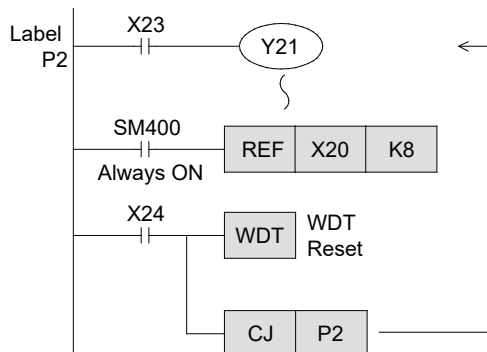 Label
P2
X23
Y21
SM400
Always ON
REF X20 K8
X24
WDT
WDT
Reset
CJ P2